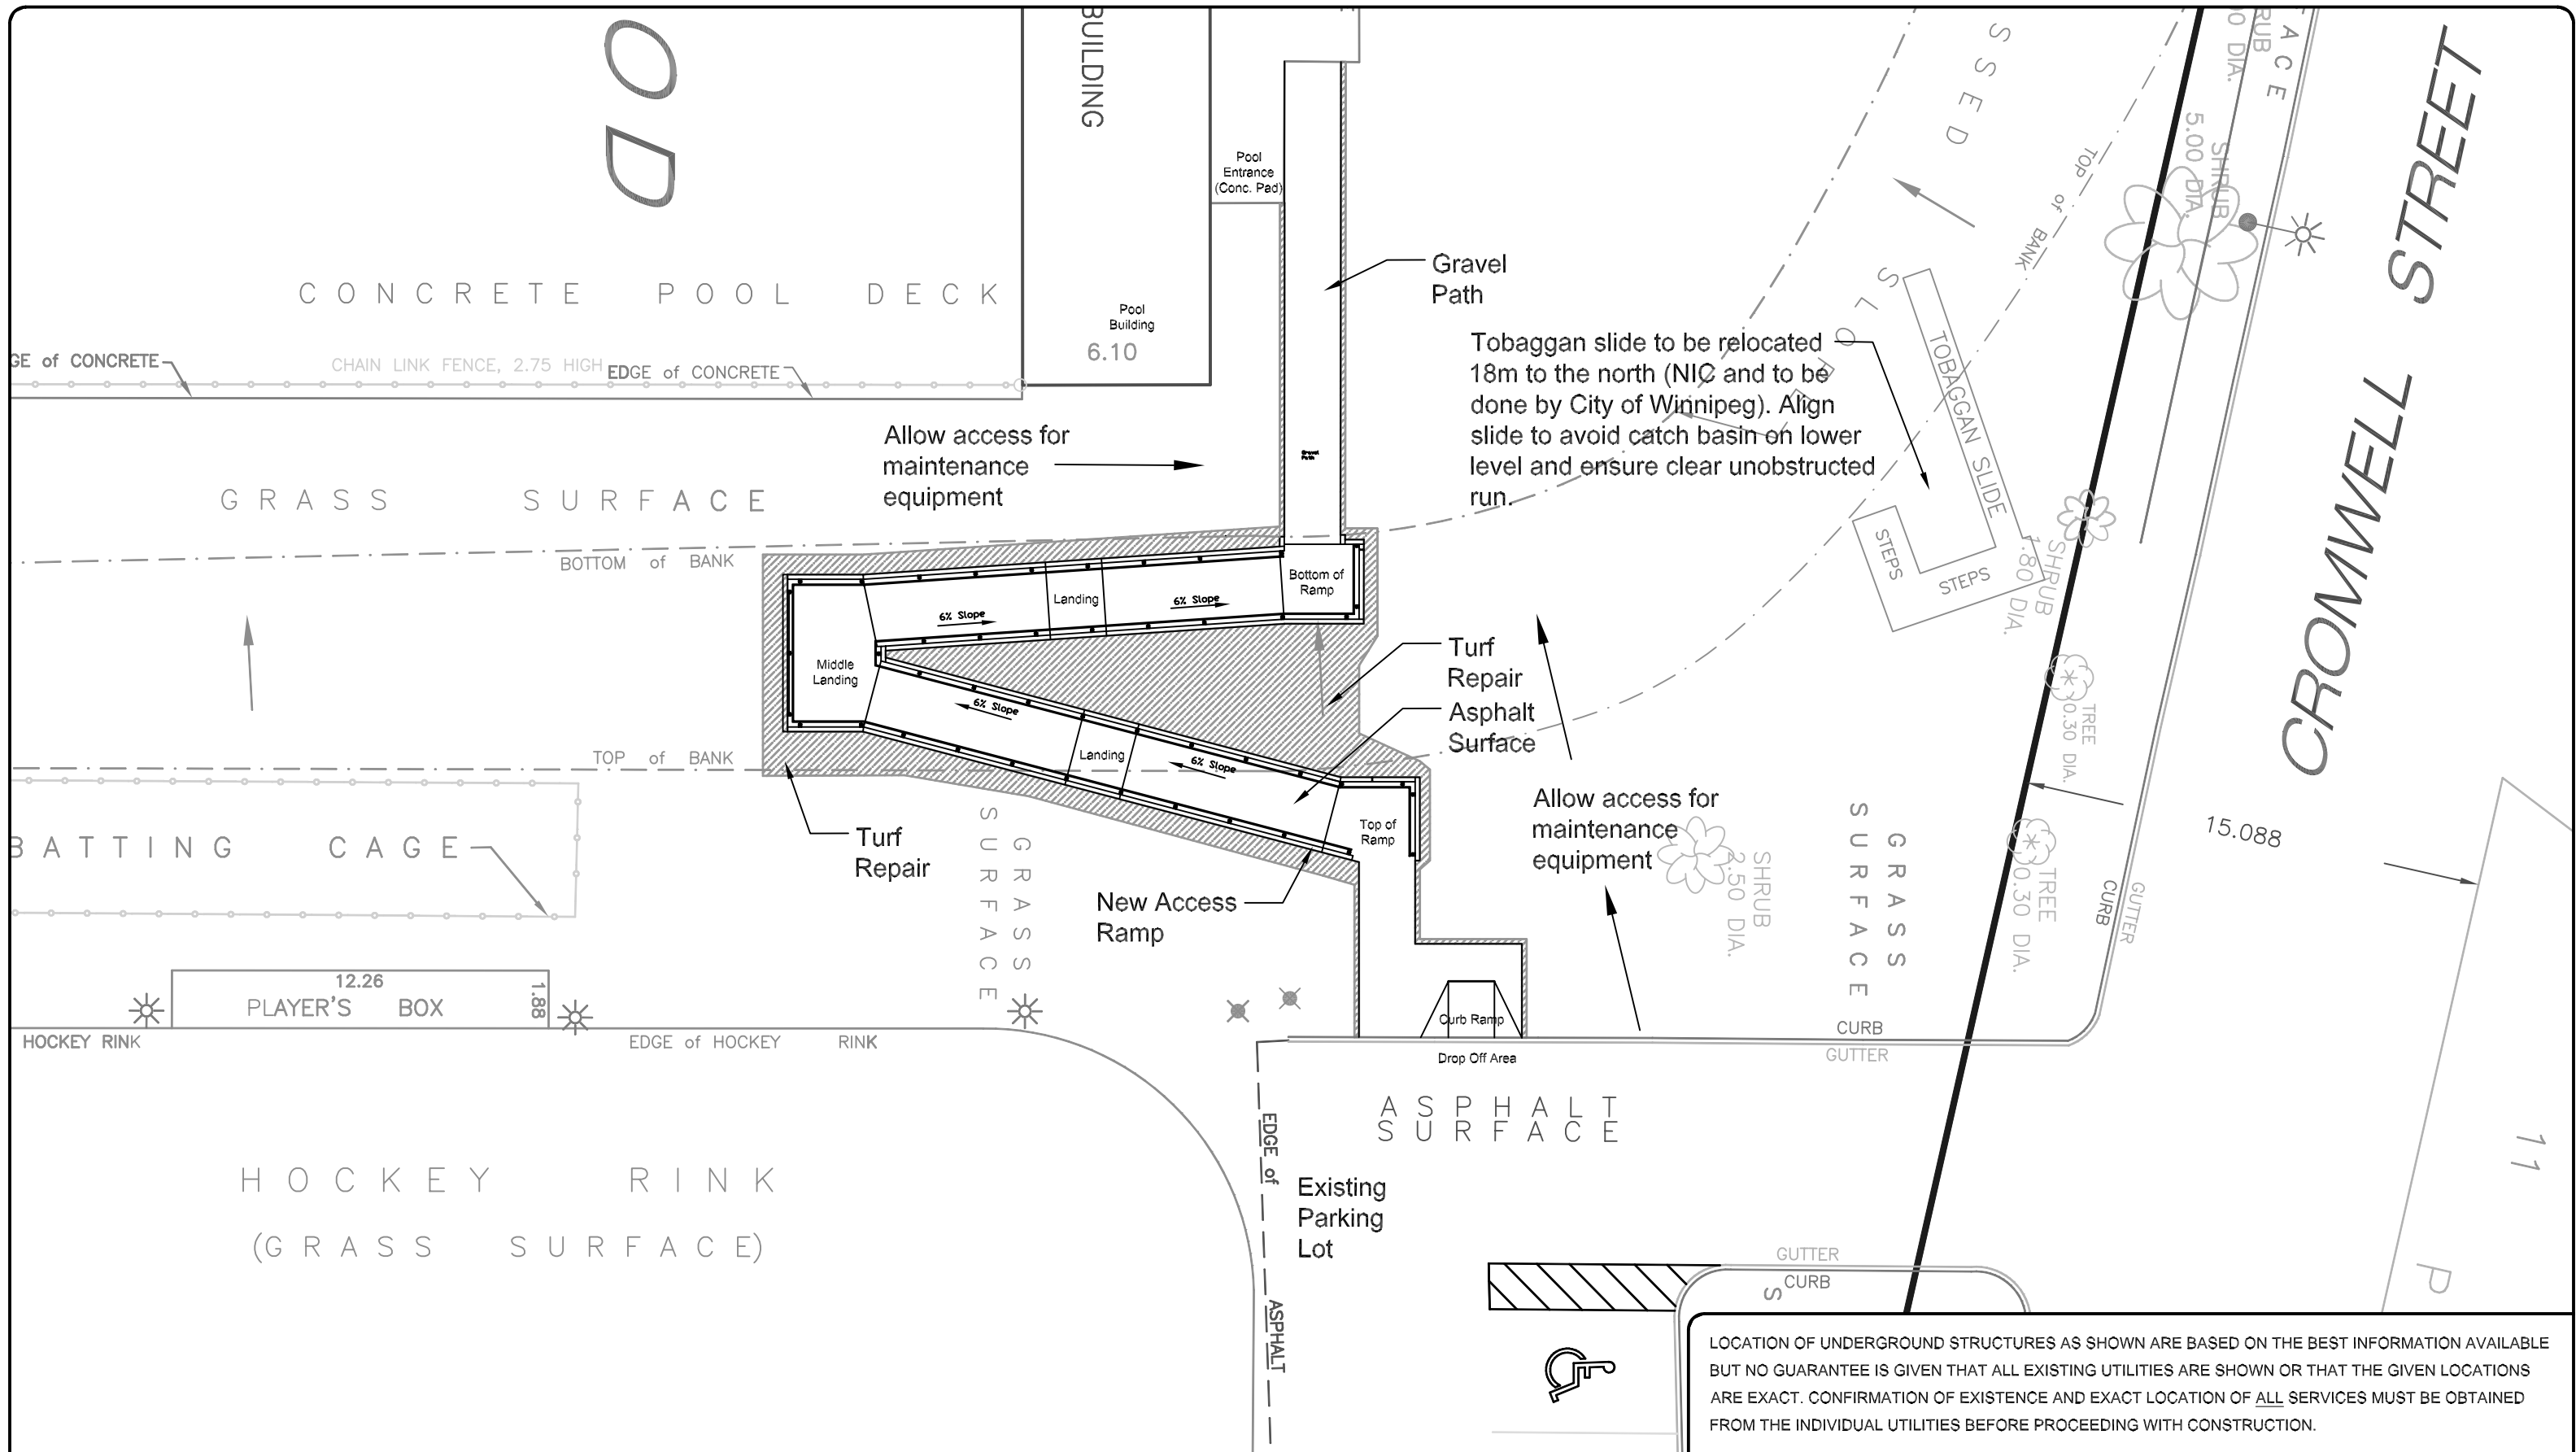 O
D
BUILDING
Pool
Entrance
(Conc. Pad)
CONCRETE POOL DECK
Pool
Building
6.10
GE of CONCRETE
CHAIN LINK FENCE, 2.75 HIGH
EDGE of CONCRETE
Gravel
Path
SSED
TOP of BANK
5.00 DIA.
SHRUB
00 DIA.
RUB
ACE
CROMWELL STREET
Tobaggan slide to be relocated
18m to the north (NIC and to be
done by City of Winnipeg). Align
slide to avoid catch basin on lower
level and ensure clear unobstructed
run.
SLOPE
TOBAGGAN SLIDE
STEPS
STEPS
SHRUB
1.80 DIA.
Allow access for
maintenance
equipment
Gravel
Path
GRASS SURFACE
BOTTOM of BANK
Bottom of
Ramp
Landing
6% Slope
6% Slope
Middle
Landing
6% Slope
Landing
6% Slope
Turf
Repair
Asphalt
Surface
TOP of BANK
TREE
0.30 DIA.
Allow access for
maintenance
equipment
Top of
Ramp
15.088
BATTING CAGE
Turf
Repair
GRASS
SURFACE
New Access
Ramp
SHRUB
2.50 DIA.
GRASS
SURFACE
TREE
0.30 DIA.
CURB
GUTTER
12.26
PLAYER'S BOX
1.88
HOCKEY RINK
EDGE of HOCKEY RINK
Curb Ramp
Drop Off Area
CURB
GUTTER
ASPHALT
SURFACE
EDGE of ASPHALT
Existing
Parking
Lot
HOCKEY RINK
(GRASS SURFACE)
11
P
GUTTER
CURB
S
LOCATION OF UNDERGROUND STRUCTURES AS SHOWN ARE BASED ON THE BEST INFORMATION AVAILABLE
BUT NO GUARANTEE IS GIVEN THAT ALL EXISTING UTILITIES ARE SHOWN OR THAT THE GIVEN LOCATIONS
ARE EXACT. CONFIRMATION OF EXISTENCE AND EXACT LOCATION OF ALL SERVICES MUST BE OBTAINED
FROM THE INDIVIDUAL UTILITIES BEFORE PROCEEDING WITH CONSTRUCTION.